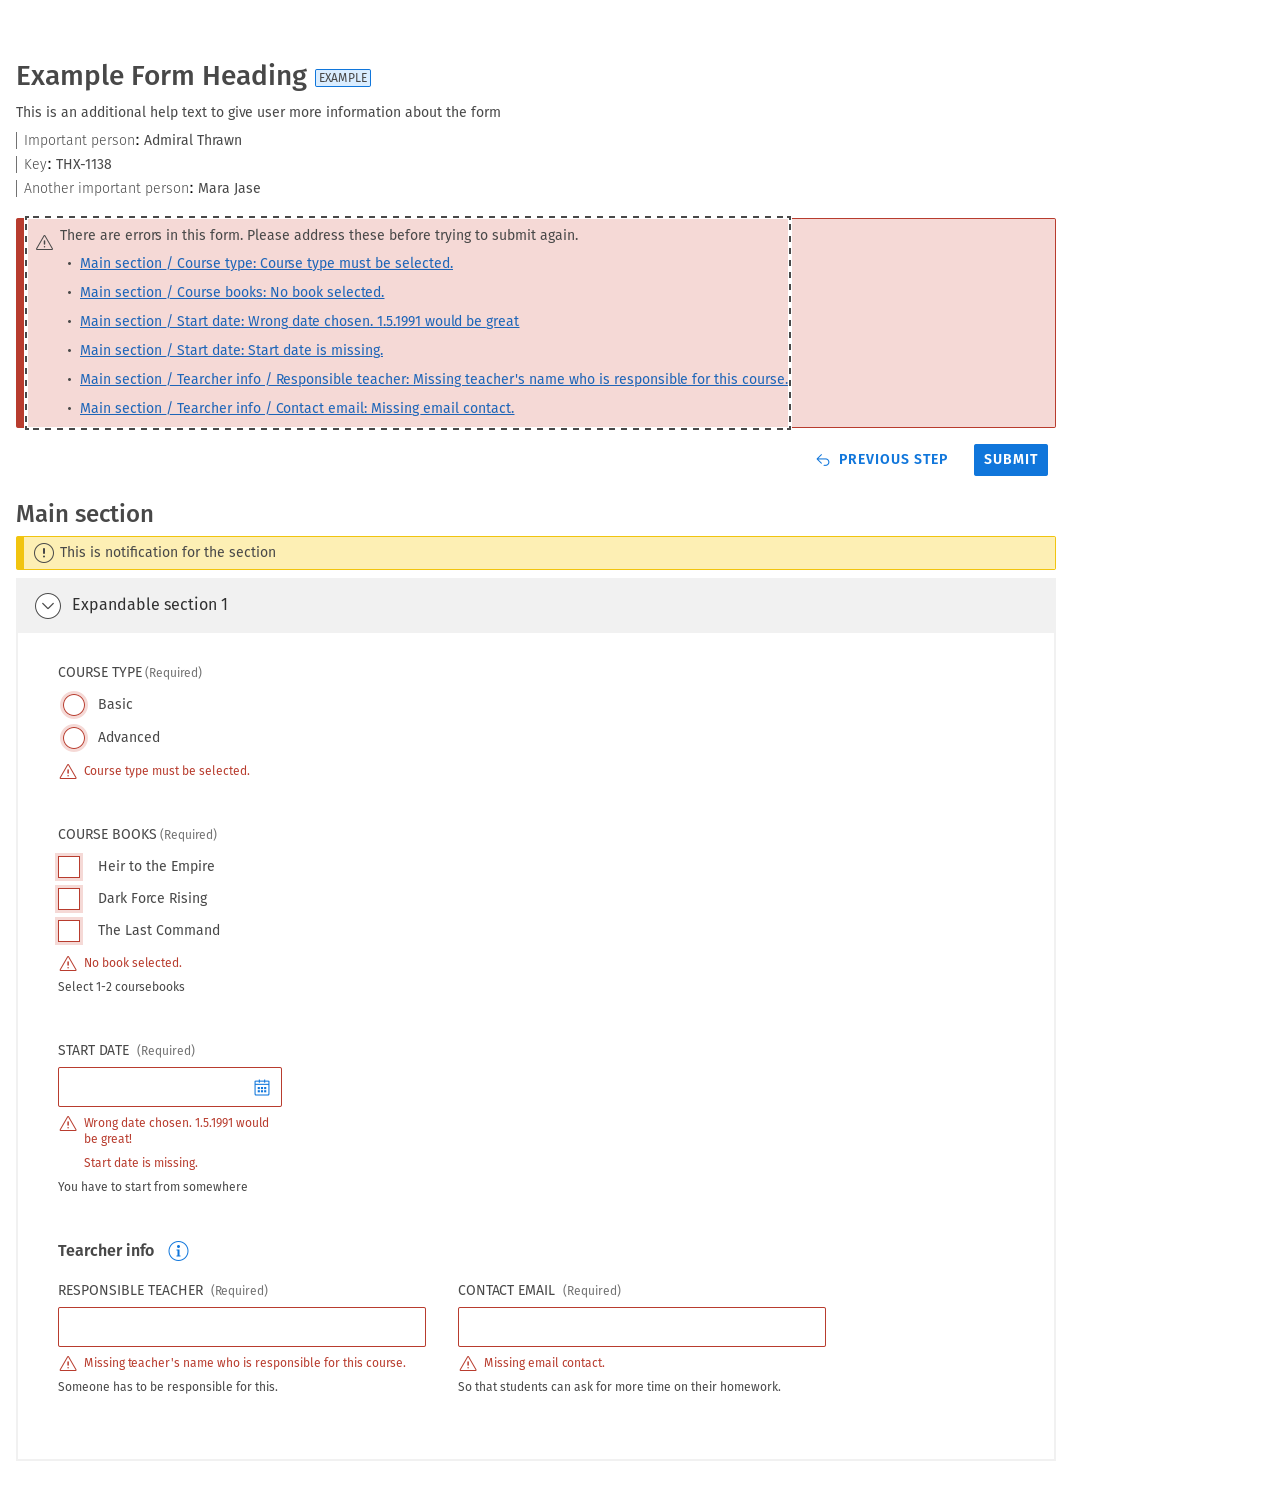 Example Form Heading EXAMPLE
This is an additional help text to give user more information about the form
Important person: Admiral Thrawn
Key: THX-1138
Another important person: Mara Jase
There are errors in this form. Please address these before trying to submit again.
• Main section / Course type: Course type must be selected.
• Main section / Course books: No book selected.
• Main section / Start date: Wrong date chosen. 1.5.1991 would be great
• Main section / Start date: Start date is missing.
• Main section / Tearcher info / Responsible teacher: Missing teacher's name who is responsible for this course.
• Main section / Tearcher info / Contact email: Missing email contact.
PREVIOUS STEP SUBMIT
Main section
This is notification for the section
Expandable section 1
COURSE TYPE (Required)
Basic
Advanced
Course type must be selected.
COURSE BOOKS (Required)
Heir to the Empire
Dark Force Rising
The Last Command
No book selected.
Select 1-2 coursebooks
START DATE (Required)
Wrong date chosen. 1.5.1991 would
be great!
Start date is missing.
You have to start from somewhere
Tearcher info
RESPONSIBLE TEACHER (Required)
Missing teacher's name who is responsible for this course.
Someone has to be responsible for this.
CONTACT EMAIL (Required)
Missing email contact.
So that students can ask for more time on their homework.